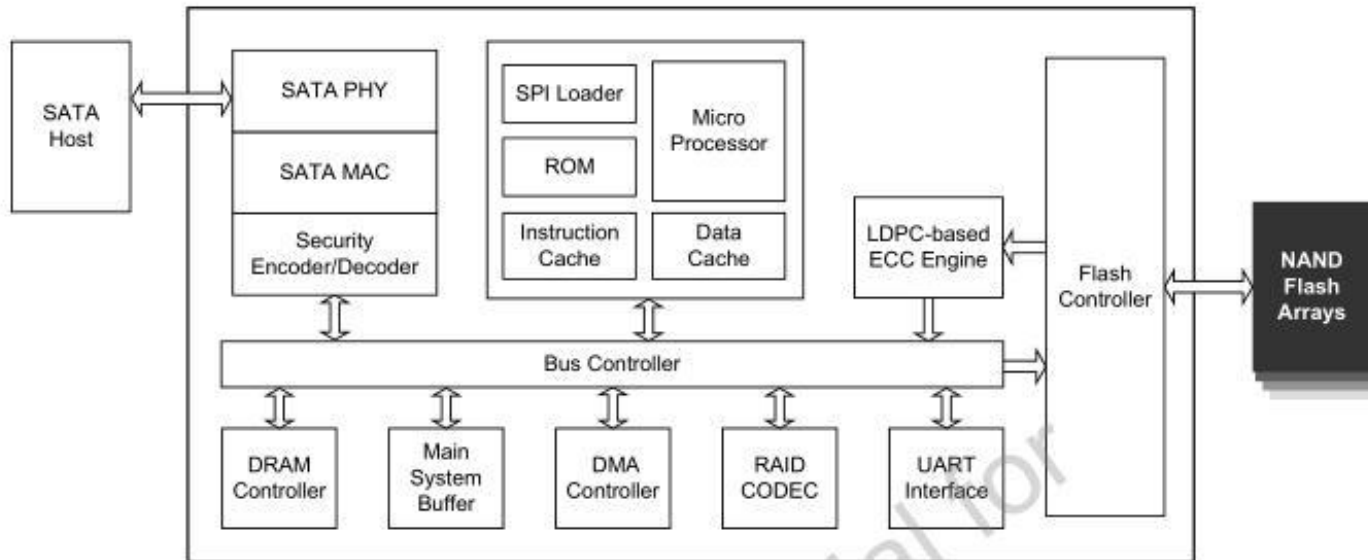 SATA
Host
SATA PHY
SATA MAC
Security
Encoder/Decoder
SPI Loader
ROM
Instruction
Cache
Micro
Processor
Data
Cache
LDPC-based
ECC Engine
Flash
Controller
NAND
Flash
Arrays
Bus Controller
DRAM
Controller
Main
System
Buffer
DMA
Controller
RAID
CODEC
UART
Interface
for